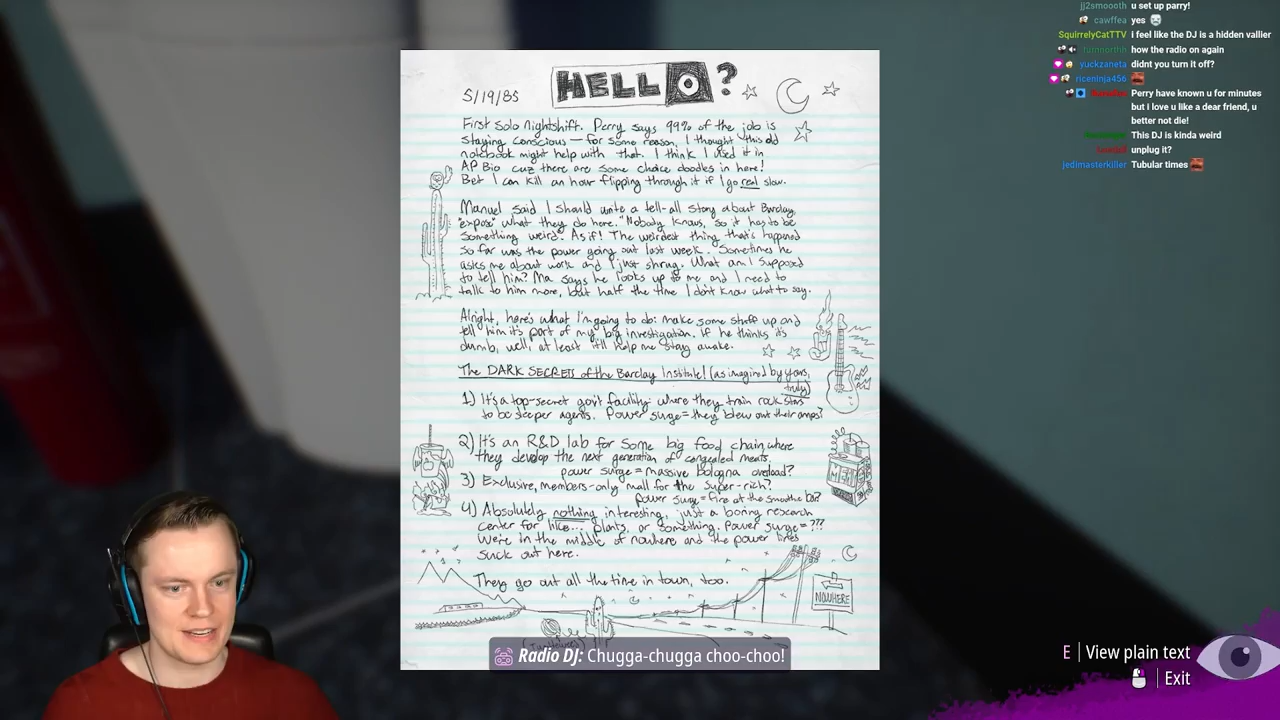 jj2smoooth u set up parry!
cawffea yes
SquirrelyCatTTV i feel like the DJ is a hidden vallier
how the radio on again
yuckzaneta didnt you turn it off?
riceninja456
Perry have known u for minutes
but i love u like a dear friend, u
better not die!
This DJ is kinda weird
unplug it?
jedimasterkiller Tubular times
HELLO?
5/19/85
First solo nightshift. Perry says 99% of the job is
staying conscious — for some reason I thought this old
notebook might help with that. I think I used it in
AP Bio cuz there are some choice doodles in here!
Bet I can kill an hour flipping through it if I go real slow.
Manuel said I should write a tell-all story about Barclay,
"expose" what they do here. "Nobody knows, so it has to be
something weird." As if! The weirdest thing that's happened
so far was the power going out last week. Sometimes he
asks me about work and I just shrug. What am I supposed
to tell him? Ma says he looks up to me and I need to
talk to him more, but half the time I don't know what to say.
Alright, here's what I'm going to do: make some stuff up and
tell him it's part of my big investigation. If he thinks it's
dumb, well at least it'll help me stay awake.
The DARK SECRETS of the Barclay Institute! (as imagined by yours,
truly)
1) It's a top-secret gov't facility where they train rock stars
to be sleeper agents. Power surge = they blew out their amps?
2) It's an R&D lab for some big food chain where
they develop the next generation of congealed meats.
power surge = massive bologna overload?
3) Exclusive, members-only mall for the super-rich?
power surge = fire at the smoothie bar?
MEAT
4) Absolutely nothing interesting, just a boring research
center for like... plants, or something. Power surge = ???
We're in the middle of nowhere and the power lines
suck out here.
They go out all the time in town, too.
NOWHERE
Radio DJ: Chugga-chugga choo-choo!
E | View plain text
| Exit